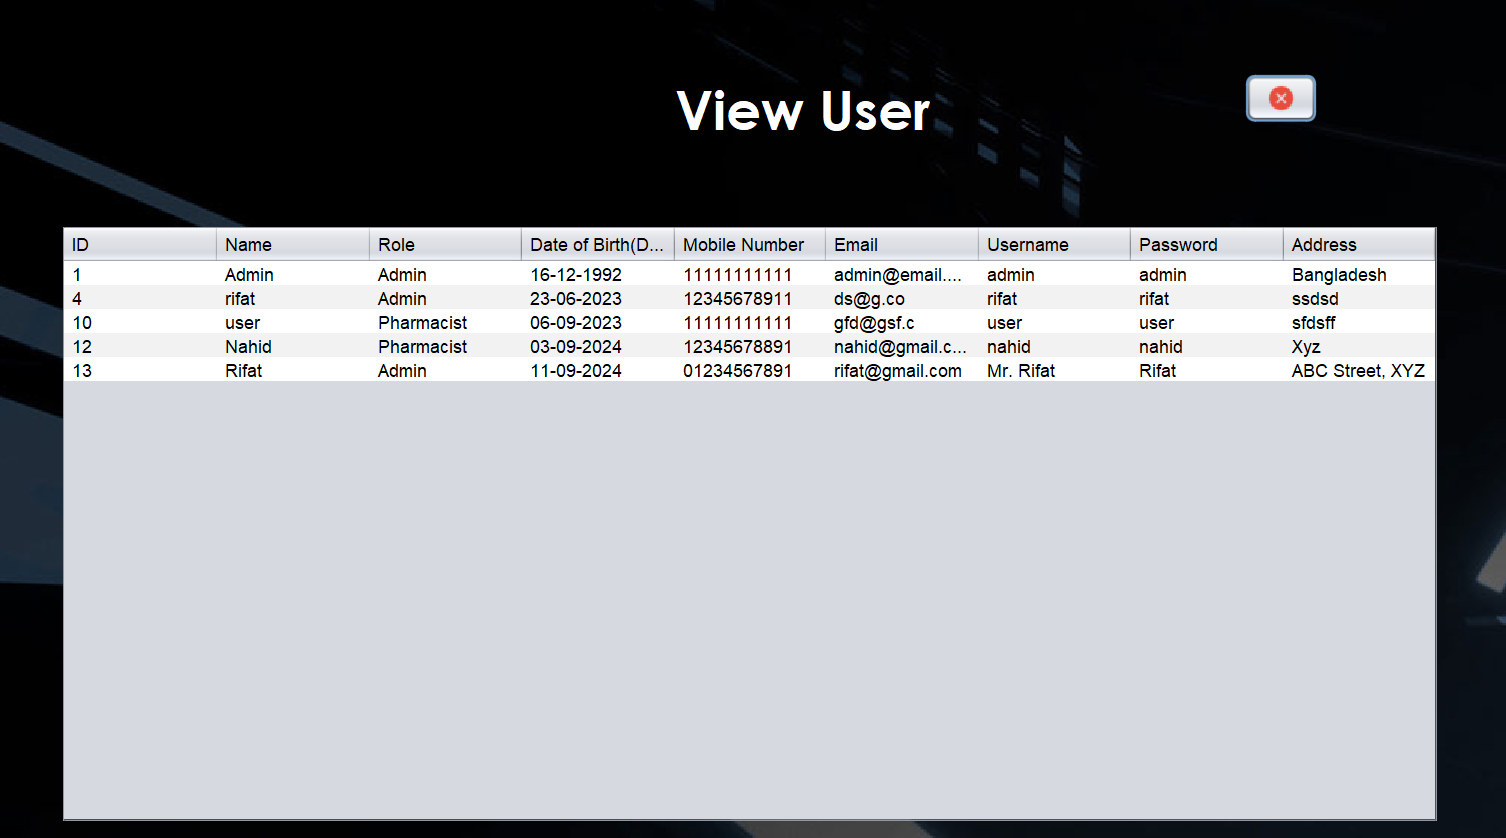 View User
ID Name Role Date of Birth(D... Mobile Number Email Username Password Address
1 Admin Admin 16-12-1992 11111111111 admin@email.... admin admin Bangladesh
4 rifat Admin 23-06-2023 12345678911 ds@g.co rifat rifat ssdsd
10 user Pharmacist 06-09-2023 11111111111 gfd@gsf.c user user sfdsff
12 Nahid Pharmacist 03-09-2024 12345678891 nahid@gmail.c... nahid nahid Xyz
13 Rifat Admin 11-09-2024 01234567891 rifat@gmail.com Mr. Rifat Rifat ABC Street, XYZ